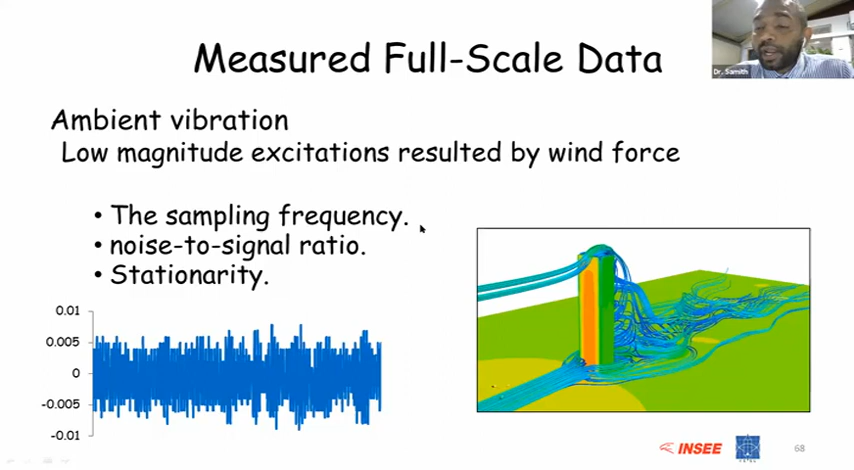 Measured Full-Scale Data
Dr. Samith
Ambient vibration
Low magnitude excitations resulted by wind force
• The sampling frequency.
• noise-to-signal ratio.
• Stationarity.
0.01
0.005
0
-0.005
-0.01
INSEE
68